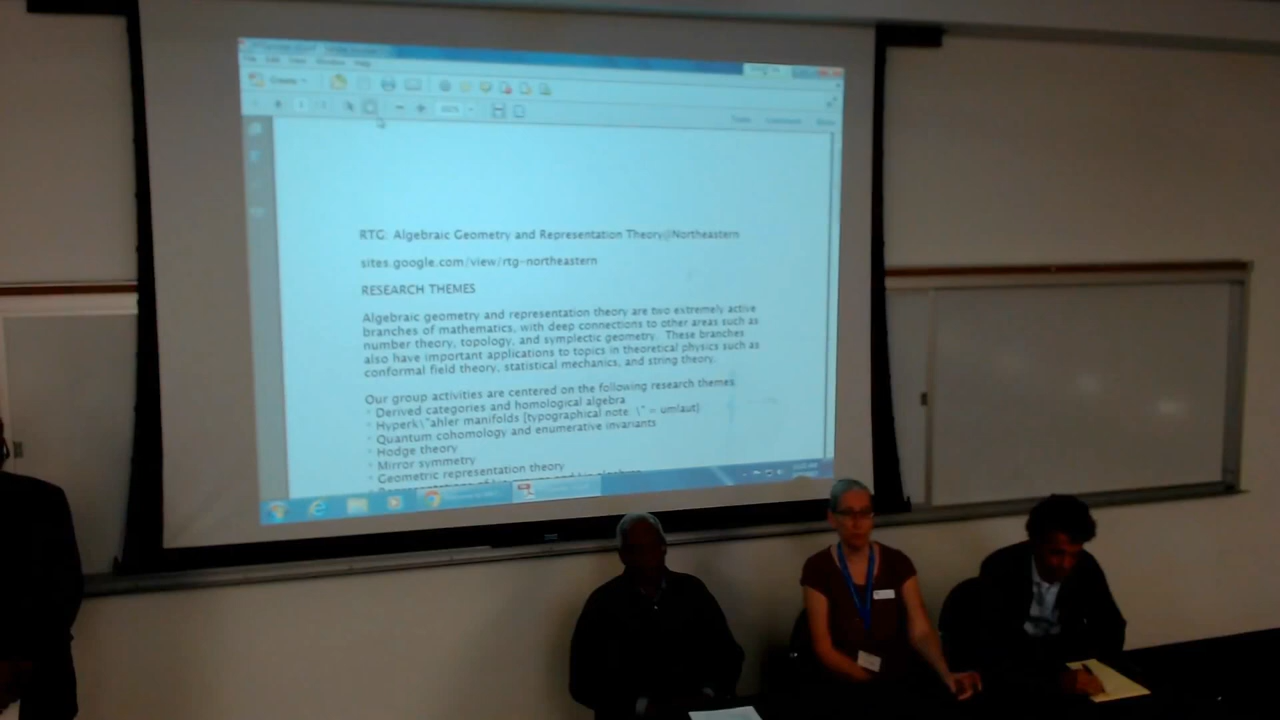 Create
RTG: Algebraic Geometry and Representation Theory@Northeastern
sites.google.com/view/rtg-northeastern
RESEARCH THEMES
Algebraic geometry and representation theory are two extremely active
branches of mathematics, with deep connections to other areas such as
number theory, topology, and symplectic geometry. These branches
also have important applications to topics in theoretical physics such as
conformal field theory, statistical mechanics, and string theory.
Our group activities are centered on the following research themes:
* Derived categories and homological algebra
* Hyperk\"ahler manifolds [typographical note: \" = umlaut]
* Quantum cohomology and enumerative invariants
* Hodge theory
* Mirror symmetry
* Geometric representation theory